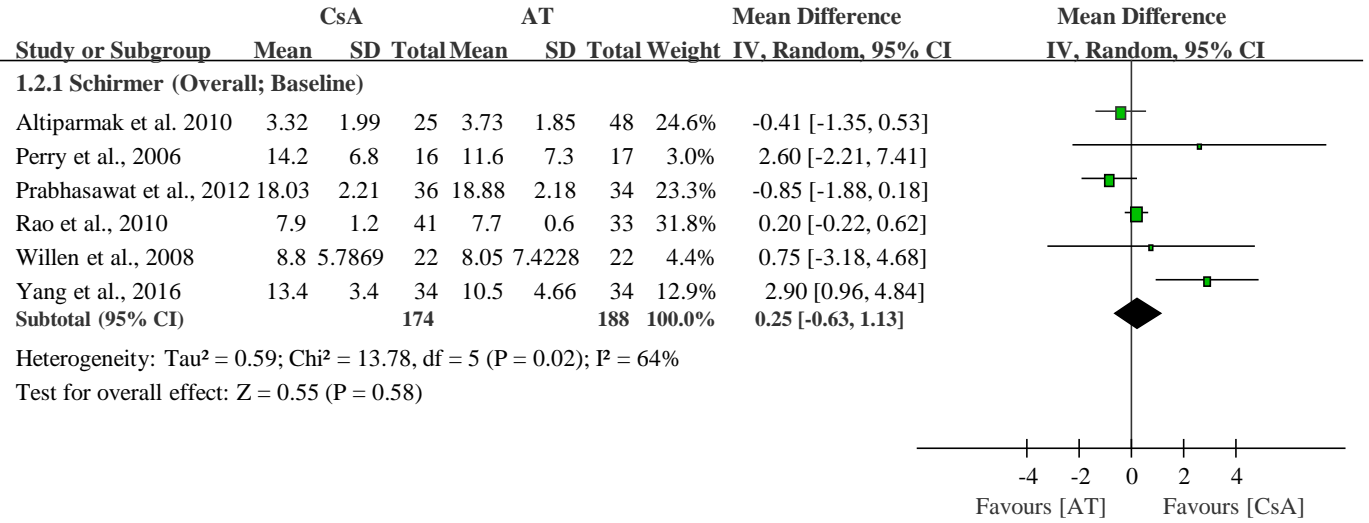 CsA AT Mean Difference Mean Difference
Study or Subgroup Mean SD Total Mean SD Total Weight IV, Random, 95% CI IV, Random, 95% CI
1.2.1 Schirmer (Overall; Baseline)
Altiparmak et al. 2010 3.32 1.99 25 3.73 1.85 48 24.6% -0.41 [-1.35, 0.53]
Perry et al., 2006 14.2 6.8 16 11.6 7.3 17 3.0% 2.60 [-2.21, 7.41]
Prabhasawat et al., 2012 18.03 2.21 36 18.88 2.18 34 23.3% -0.85 [-1.88, 0.18]
Rao et al., 2010 7.9 1.2 41 7.7 0.6 33 31.8% 0.20 [-0.22, 0.62]
Willen et al., 2008 8.8 5.7869 22 8.05 7.4228 22 4.4% 0.75 [-3.18, 4.68]
Yang et al., 2016 13.4 3.4 34 10.5 4.66 34 12.9% 2.90 [0.96, 4.84]
Subtotal (95% CI) 174 188 100.0% 0.25 [-0.63, 1.13]
Heterogeneity: Tau² = 0.59; Chi² = 13.78, df = 5 (P = 0.02); I² = 64%
Test for overall effect: Z = 0.55 (P = 0.58)
-4 -2 0 2 4
Favours [AT] Favours [CsA]